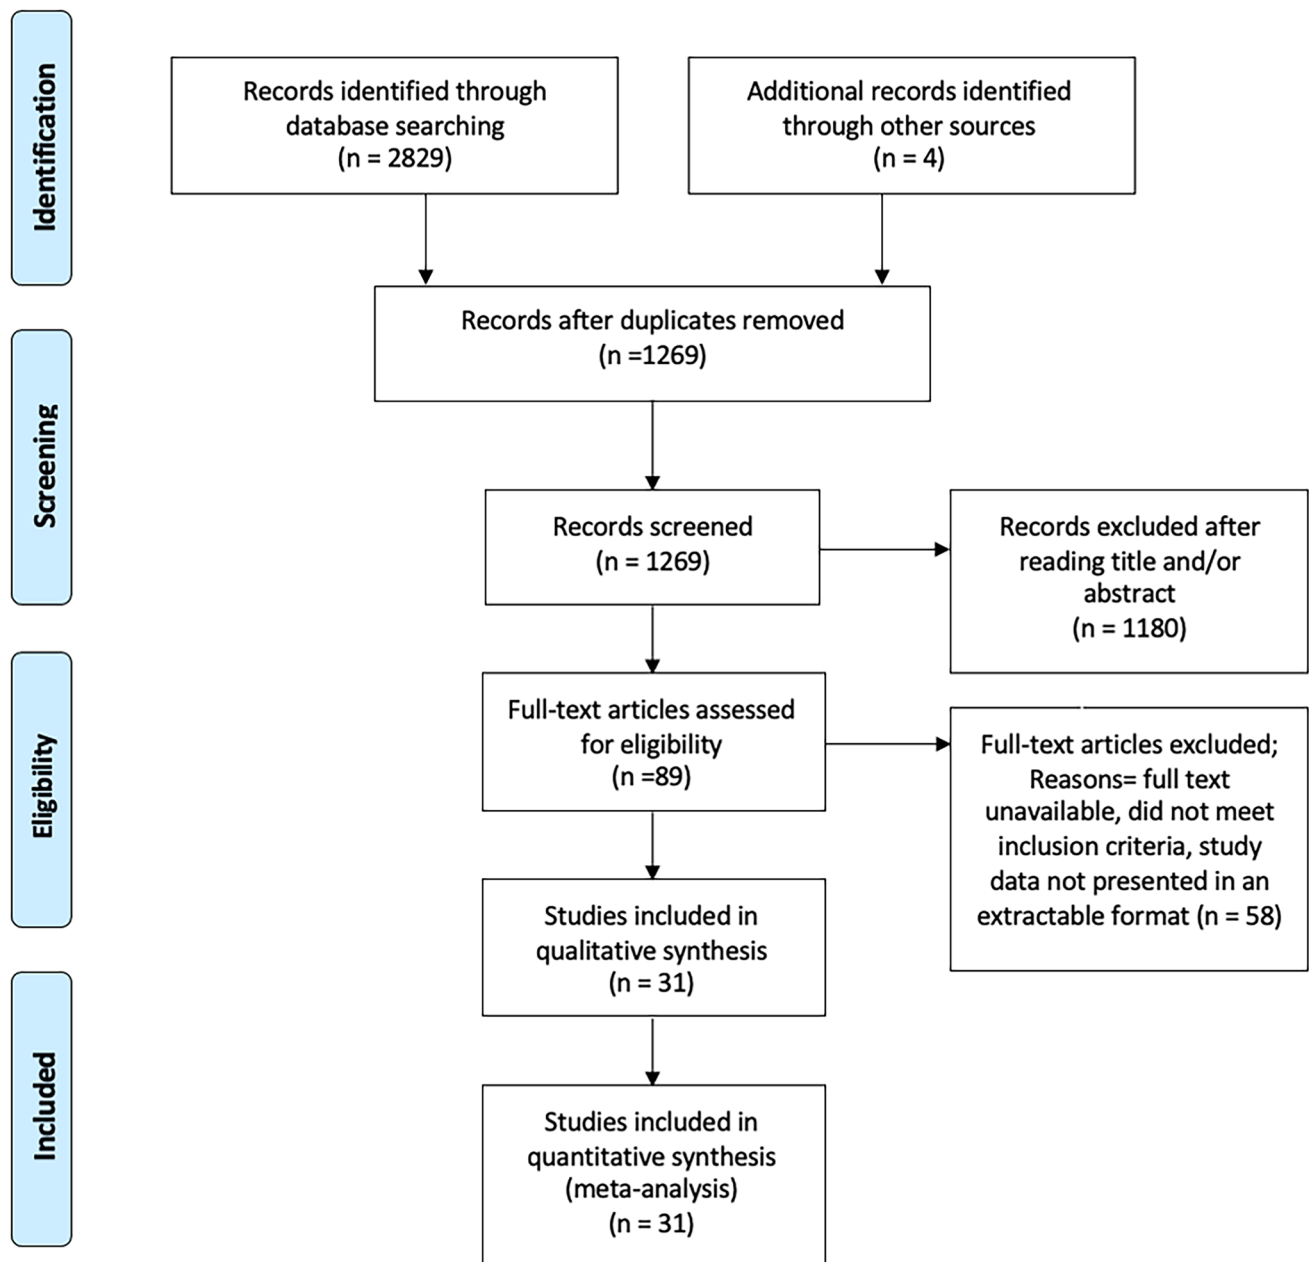 Identification
Records identified through
database searching
(n = 2829)
Additional records identified
through other sources
(n = 4)
Records after duplicates removed
(n =1269)
Screening
Records screened
(n = 1269)
Records excluded after
reading title and/or
abstract
(n = 1180)
Eligibility
Full-text articles assessed
for eligibility
(n =89)
Full-text articles excluded;
Reasons= full text
unavailable, did not meet
inclusion criteria, study
data not presented in an
extractable format (n = 58)
Studies included in
qualitative synthesis
(n = 31)
Included
Studies included in
quantitative synthesis
(meta-analysis)
(n = 31)